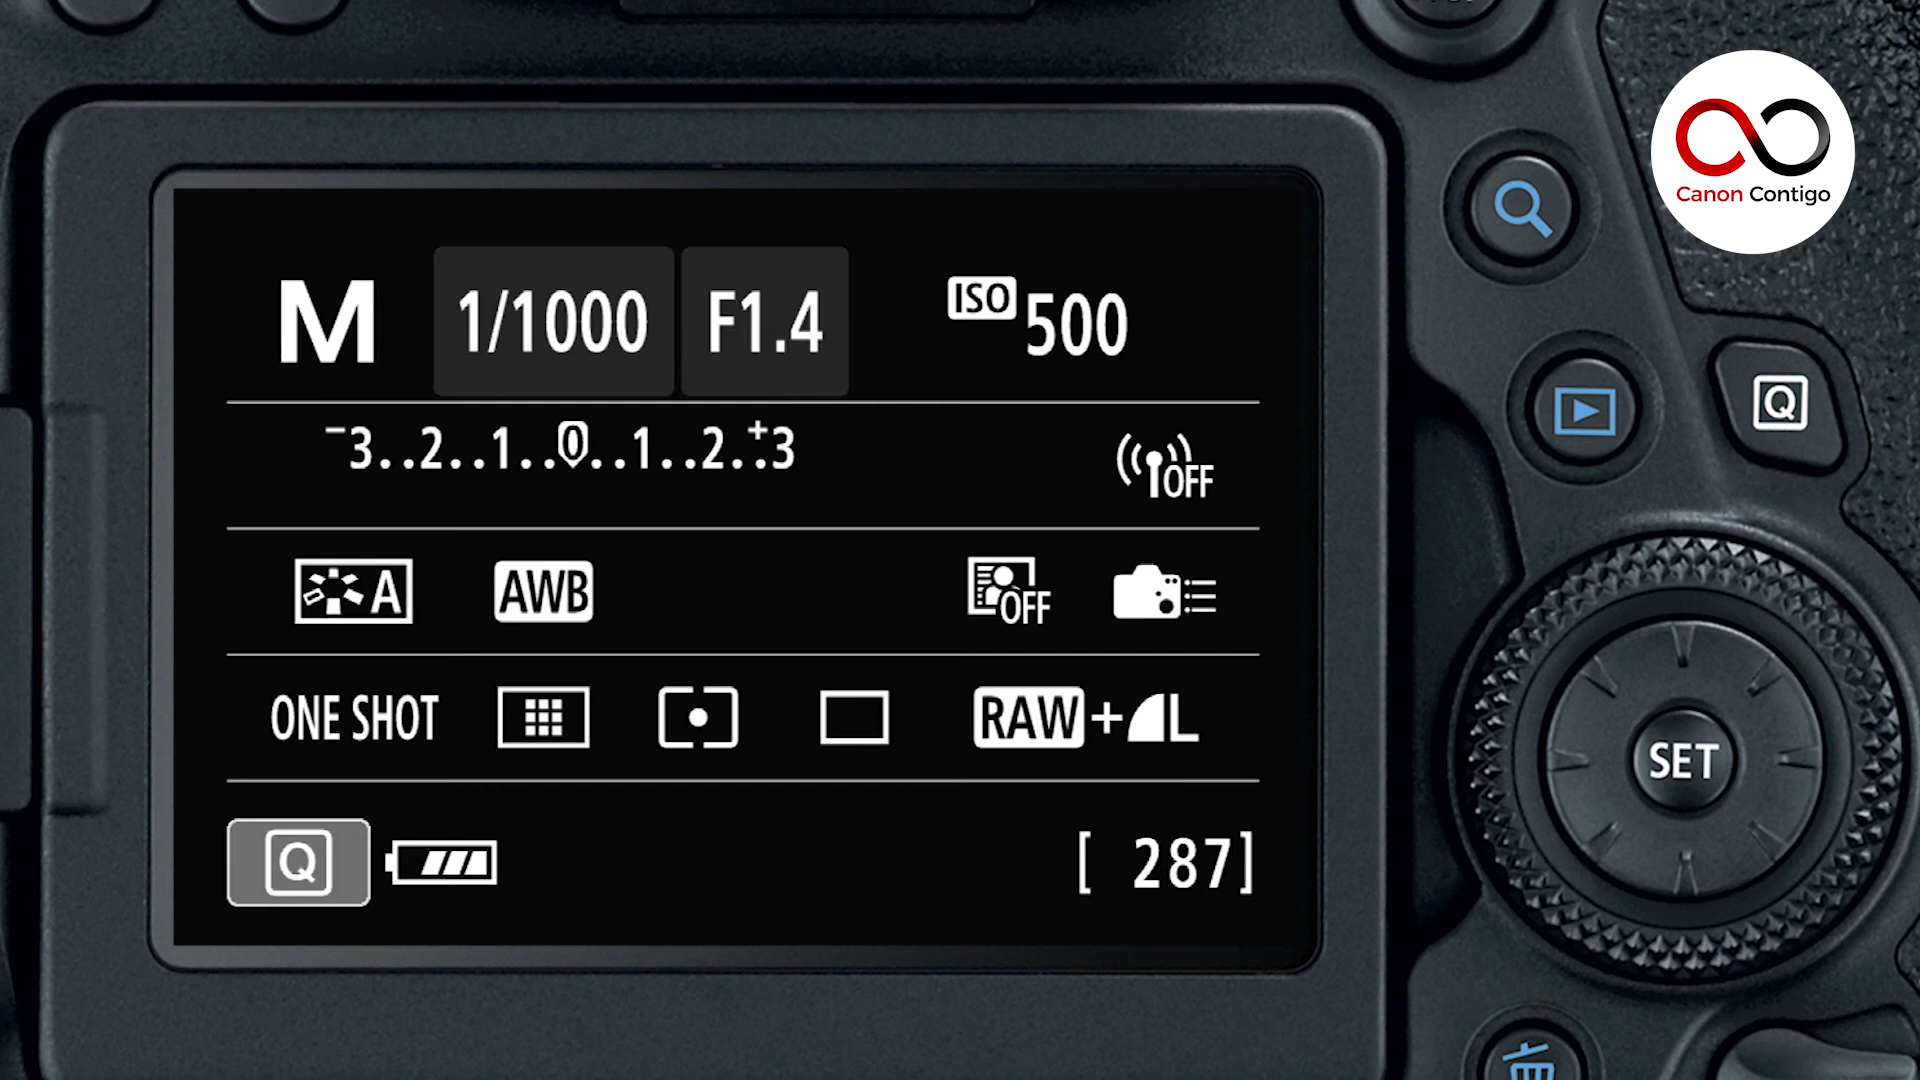 Canon Contigo
M 1/1000 F1.4 ISO 500
-3..2..1..0..1..2..+3
OFF
A AWB OFF
ONE SHOT RAW+L
Q [ 287]
Q
SET